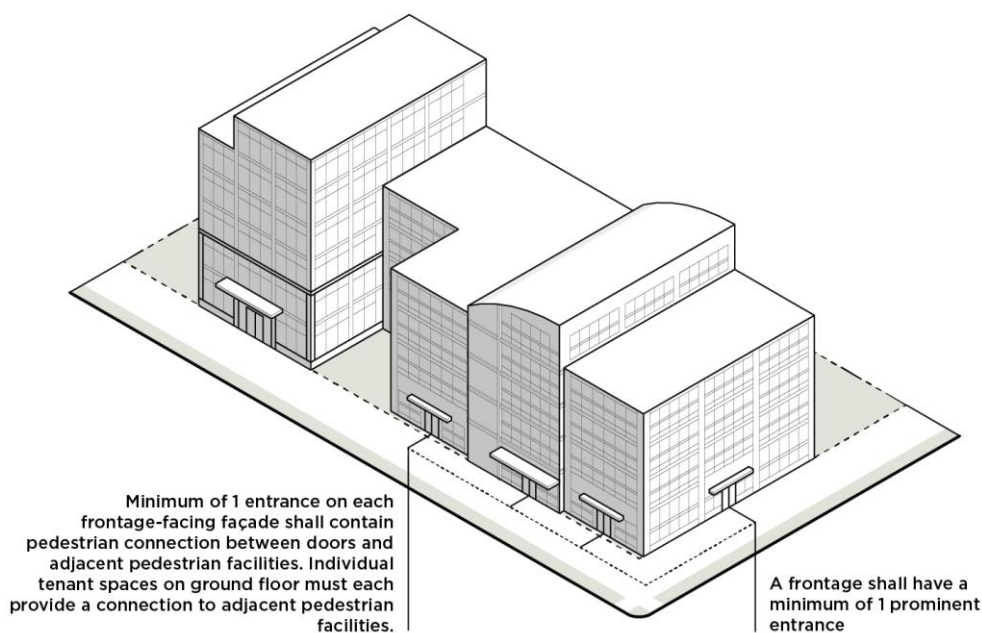 Minimum of 1 entrance on each
frontage-facing façade shall contain
pedestrian connection between doors and
adjacent pedestrian facilities. Individual
tenant spaces on ground floor must each
provide a connection to adjacent pedestrian
facilities.
A frontage shall have a
minimum of 1 prominent
entrance